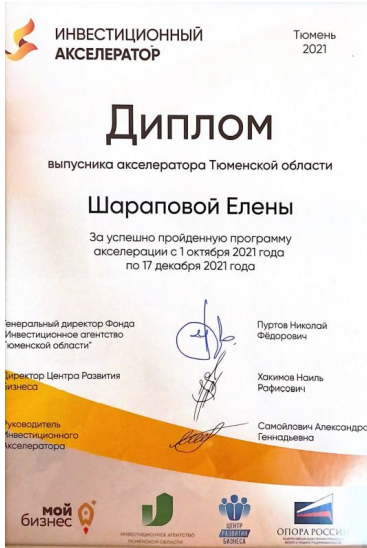 ИНВЕСТИЦИОННЫЙ
АКСЕЛЕРАТОР
Тюмень
2021
Диплом
выпусника акселератора Тюменской области
Шараповой Елены
За успешно пройденную программу
акселерации с 1 октября 2021 года
по 17 декабря 2021 года
Генеральный директор Фонда
"Инвестиционное агентство
Тюменской области"
Пуртов Николай
Фёдорович
Директор Центра Развития
Бизнеса
Хакимов Наиль
Рафисович
Руководитель
Инвестиционного
Акселератора
Самойлович Александра
Геннадьевна
мой
бизнес
ИНВЕСТИЦИОННОЕ АГЕНТСТВО
ТЮМЕНСКОЙ ОБЛАСТИ
ЦЕНТР
РАЗВИТИЯ
БИЗНЕСА
ОПОРА РОССИИ